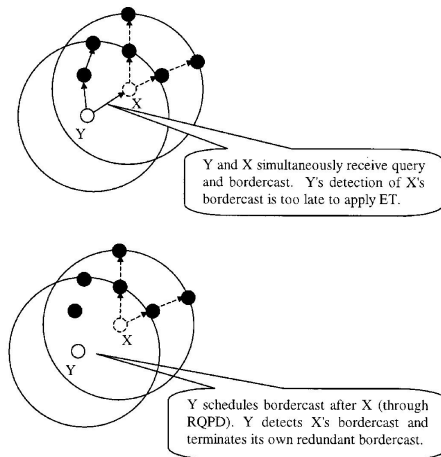 X
Y
Y and X simultaneously receive query
and bordercast. Y's detection of X's
bordercast is too late to apply ET.
X
Y
Y schedules bordercast after X (through
RQPD). Y detects X's bordercast and
terminates its own redundant bordercast.